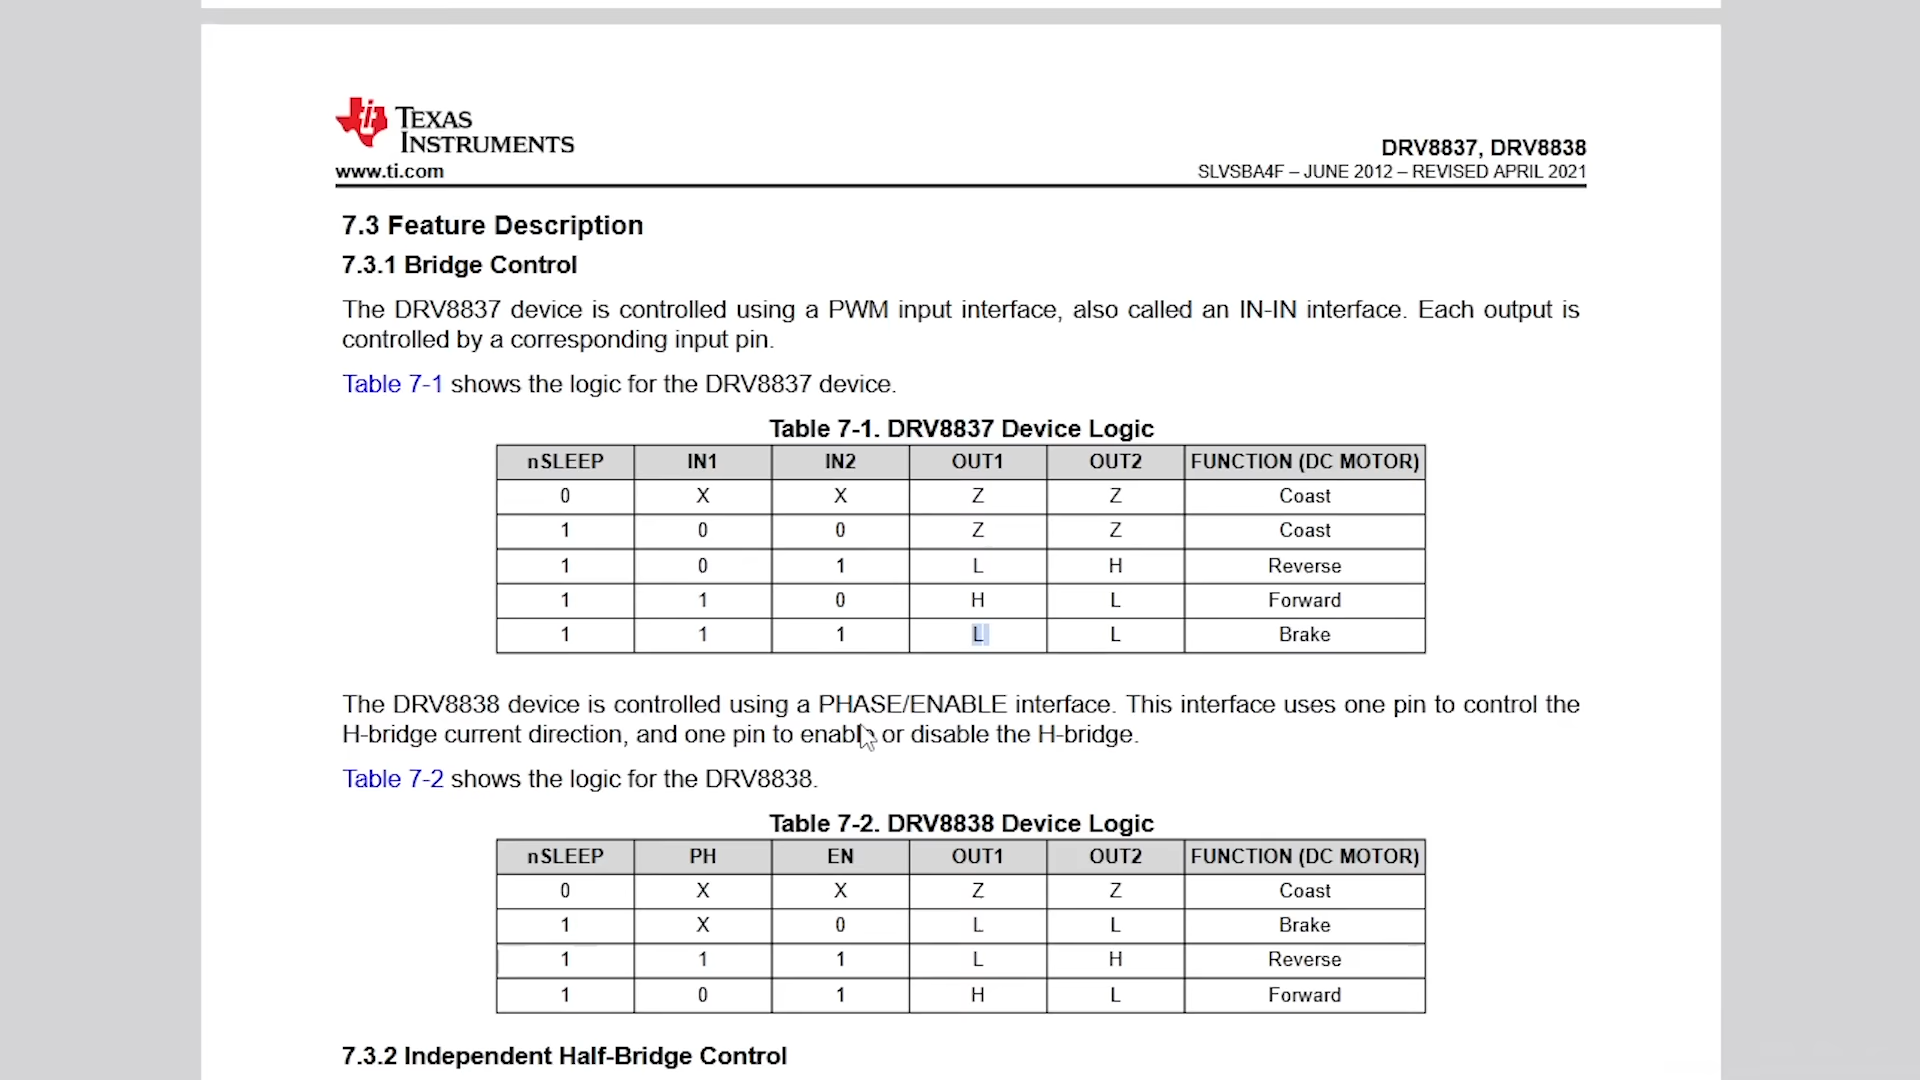 TEXAS
INSTRUMENTS
www.ti.com
DRV8837, DRV8838
SLVSBA4F – JUNE 2012 – REVISED APRIL 2021
7.3 Feature Description
7.3.1 Bridge Control
The DRV8837 device is controlled using a PWM input interface, also called an IN-IN interface. Each output is
controlled by a corresponding input pin.
Table 7-1 shows the logic for the DRV8837 device.
Table 7-1. DRV8837 Device Logic
nSLEEP IN1 IN2 OUT1 OUT2 FUNCTION (DC MOTOR)
0 X X Z Z Coast
1 0 0 Z Z Coast
1 0 1 L H Reverse
1 1 0 H L Forward
1 1 1 L L Brake
The DRV8838 device is controlled using a PHASE/ENABLE interface. This interface uses one pin to control the
H-bridge current direction, and one pin to enable or disable the H-bridge.
Table 7-2 shows the logic for the DRV8838.
Table 7-2. DRV8838 Device Logic
nSLEEP PH EN OUT1 OUT2 FUNCTION (DC MOTOR)
0 X X Z Z Coast
1 X 0 L L Brake
1 1 1 L H Reverse
1 0 1 H L Forward
7.3.2 Independent Half-Bridge Control